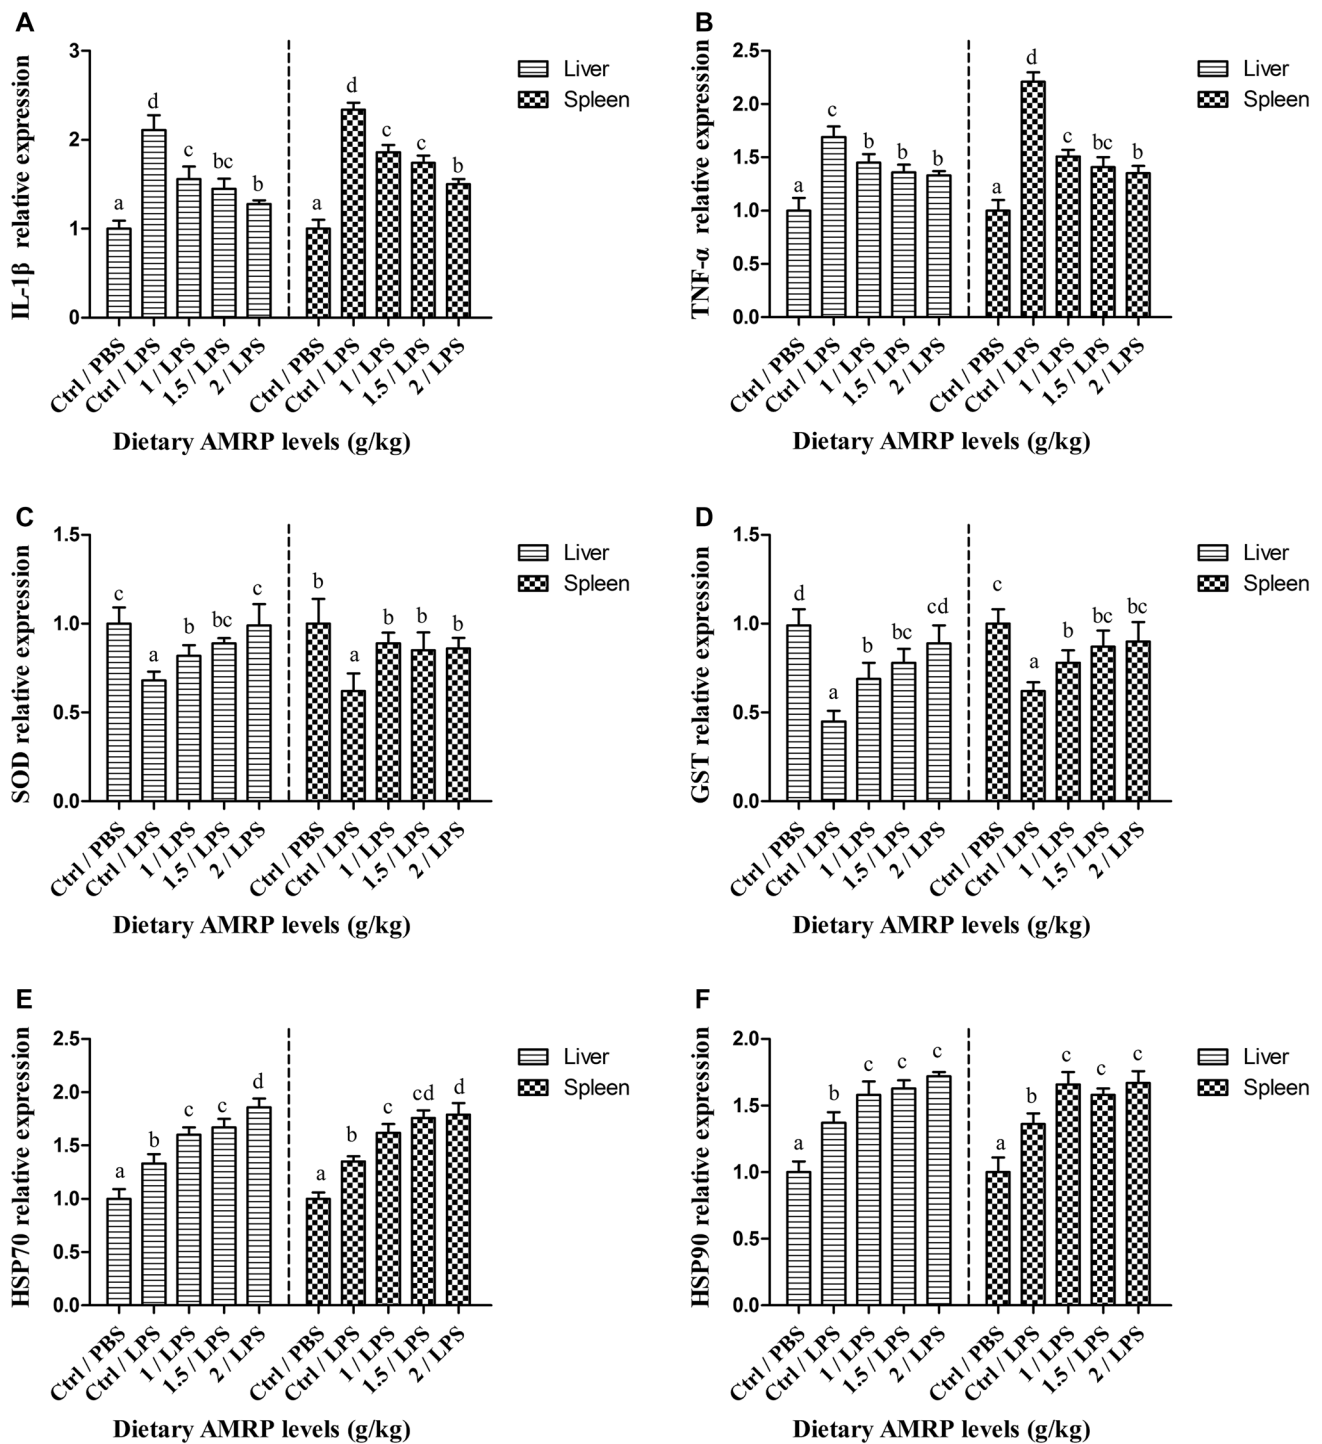 A
IL-1β relative expression
3
2
1
0
a
d
c
bc
b
a
d
c
c
b
Liver
Spleen
Ctrl / PBS
Ctrl / LPS
1 / LPS
1.5 / LPS
2 / LPS
Ctrl / PBS
Ctrl / LPS
1 / LPS
1.5 / LPS
2 / LPS
Dietary AMRP levels (g/kg)
B
TNF-α relative expression
2.5
2.0
1.5
1.0
0.5
0.0
a
c
b
b
b
a
d
c
bc
b
Liver
Spleen
Ctrl / PBS
Ctrl / LPS
1 / LPS
1.5 / LPS
2 / LPS
Ctrl / PBS
Ctrl / LPS
1 / LPS
1.5 / LPS
2 / LPS
Dietary AMRP levels (g/kg)
C
SOD relative expression
1.5
1.0
0.5
0.0
c
a
b
bc
c
b
a
b
b
b
Liver
Spleen
Ctrl / PBS
Ctrl / LPS
1 / LPS
1.5 / LPS
2 / LPS
Ctrl / PBS
Ctrl / LPS
1 / LPS
1.5 / LPS
2 / LPS
Dietary AMRP levels (g/kg)
D
GST relative expression
1.5
1.0
0.5
0.0
d
a
b
bc
cd
c
a
b
bc
bc
Liver
Spleen
Ctrl / PBS
Ctrl / LPS
1 / LPS
1.5 / LPS
2 / LPS
Ctrl / PBS
Ctrl / LPS
1 / LPS
1.5 / LPS
2 / LPS
Dietary AMRP levels (g/kg)
E
HSP70 relative expression
2.5
2.0
1.5
1.0
0.5
0.0
a
b
c
c
d
a
b
c
cd
d
Liver
Spleen
Ctrl / PBS
Ctrl / LPS
1 / LPS
1.5 / LPS
2 / LPS
Ctrl / PBS
Ctrl / LPS
1 / LPS
1.5 / LPS
2 / LPS
Dietary AMRP levels (g/kg)
F
HSP90 relative expression
2.0
1.5
1.0
0.5
0.0
a
b
c
c
c
a
b
c
c
c
Liver
Spleen
Ctrl / PBS
Ctrl / LPS
1 / LPS
1.5 / LPS
2 / LPS
Ctrl / PBS
Ctrl / LPS
1 / LPS
1.5 / LPS
2 / LPS
Dietary AMRP levels (g/kg)